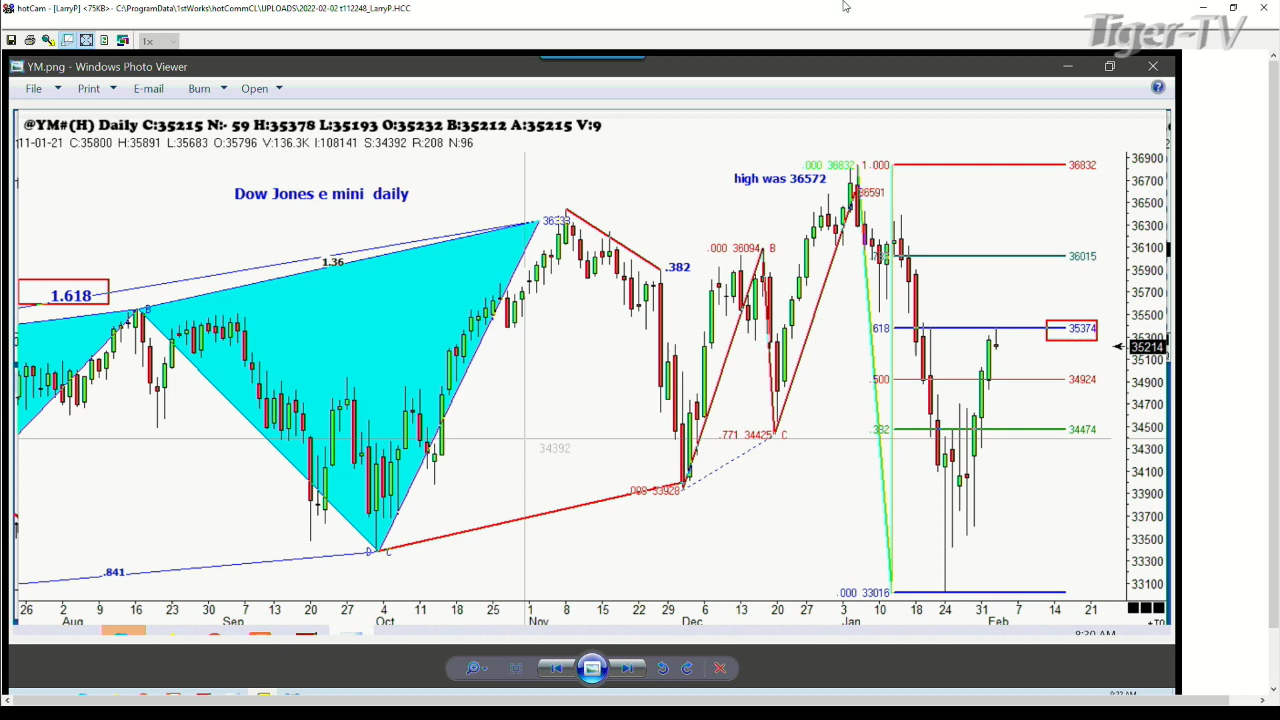 hotCam - [LarryP] <75KB> - C:\ProgramData\1stWorks\hotCommCL\UPLOADS\2022-02-02 t112248_LarryP.HCC
Tiger-TV
1x
YM.png - Windows Photo Viewer
File Print E-mail Burn Open
@YM#(H) Daily C:35215 N:- 59 H:35378 L:35193 O:35232 B:35212 A:35215 V:9
11-01-21 C:35800 H:35891 L:35683 O:35796 V:136.3K I:108141 S:34392 R:208 N:96
Dow Jones e mini daily
high was 36572
.000 36832 1.000 36832
36591
36333
1.36
.382
.000 36094 B
36015
1.618
B
618 35374
35214
.500 34924
.771 34425 C
.382 34474
34392
.000 33928
D C
.841
.000 33016
36900
36700
36500
36300
36100
35900
35700
35500
35300
35100
34900
34700
34500
34300
34100
33900
33700
33500
33300
33100
26 2 9 16 23 30 7 13 20 27 4 11 18 25 1 8 15 22 29 6 13 20 27 3 10 18 24 31 7 14 21
Aug Sep Oct Nov Dec Jan Feb
8:30 AM